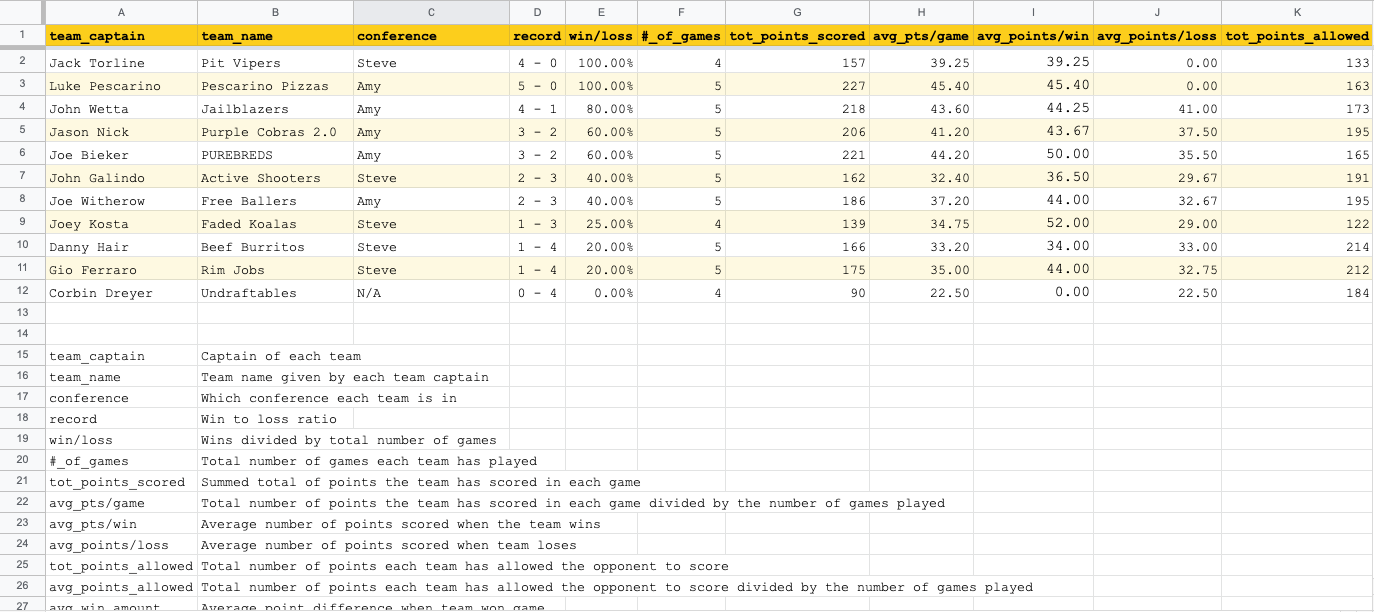 A B C D E F G H I J K
1 team_captain team_name conference record win/loss #_of_games tot_points_scored avg_pts/game avg_points/win avg_points/loss tot_points_allowed
2 Jack Torline Pit Vipers Steve 4 - 0 100.00% 4 157 39.25 39.25 0.00 133
3 Luke Pescarino Pescarino Pizzas Amy 5 - 0 100.00% 5 227 45.40 45.40 0.00 163
4 John Wetta Jailblazers Amy 4 - 1 80.00% 5 218 43.60 44.25 41.00 173
5 Jason Nick Purple Cobras 2.0 Amy 3 - 2 60.00% 5 206 41.20 43.67 37.50 195
6 Joe Bieker PUREBREDS Amy 3 - 2 60.00% 5 221 44.20 50.00 35.50 165
7 John Galindo Active Shooters Steve 2 - 3 40.00% 5 162 32.40 36.50 29.67 191
8 Joe Witherow Free Ballers Amy 2 - 3 40.00% 5 186 37.20 44.00 32.67 195
9 Joey Kosta Faded Koalas Steve 1 - 3 25.00% 4 139 34.75 52.00 29.00 122
10 Danny Hair Beef Burritos Steve 1 - 4 20.00% 5 166 33.20 34.00 33.00 214
11 Gio Ferraro Rim Jobs Steve 1 - 4 20.00% 5 175 35.00 44.00 32.75 212
12 Corbin Dreyer Undraftables N/A 0 - 4 0.00% 4 90 22.50 0.00 22.50 184
13
14
15 team_captain Captain of each team
16 team_name Team name given by each team captain
17 conference Which conference each team is in
18 record Win to loss ratio
19 win/loss Wins divided by total number of games
20 #_of_games Total number of games each team has played
21 tot_points_scored Summed total of points the team has scored in each game
22 avg_pts/game Total number of points the team has scored in each game divided by the number of games played
23 avg_pts/win Average number of points scored when the team wins
24 avg_points/loss Average number of points scored when team loses
25 tot_points_allowed Total number of points each team has allowed the opponent to score
26 avg_points_allowed Total number of points each team has allowed the opponent to score divided by the number of games played
27 avg_win_amount Average point difference when team won game